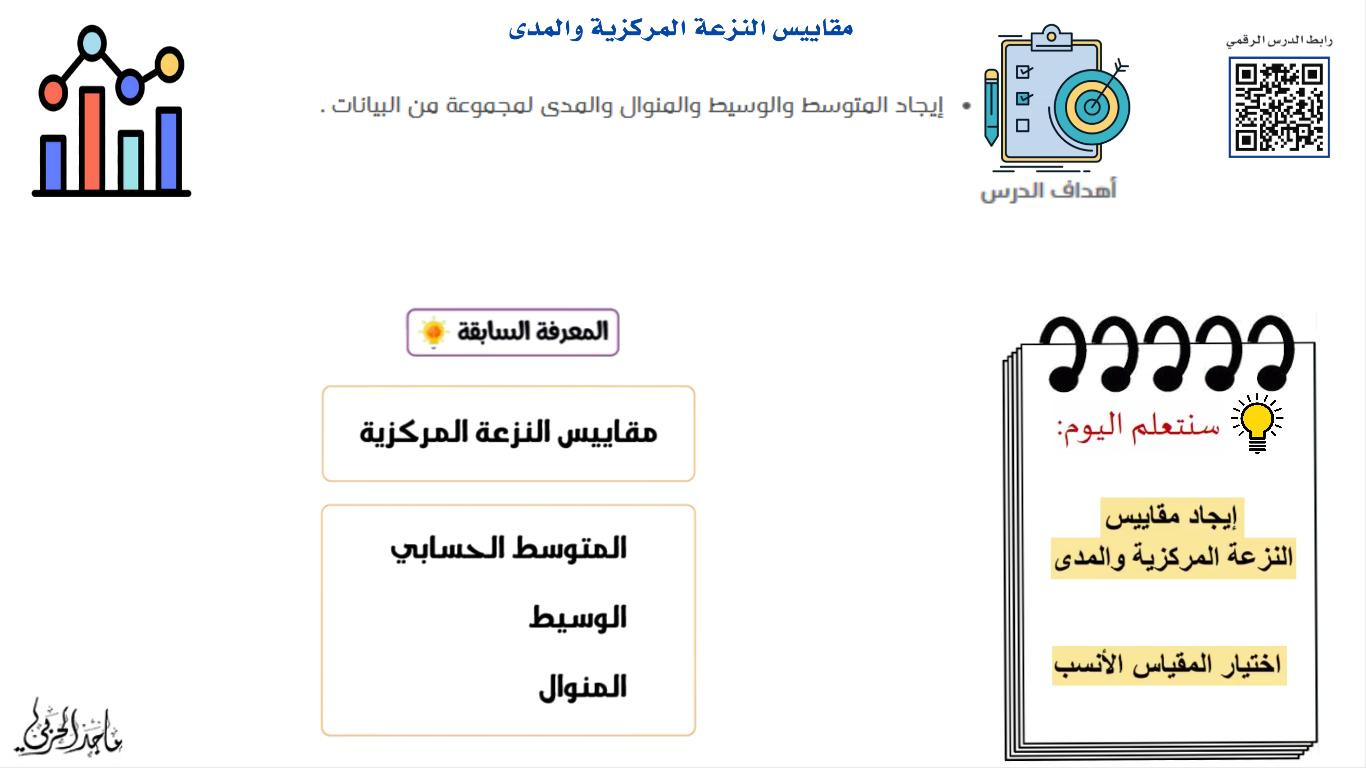 مقاييس النزعة المركزية والمدى
رابط الدرس الرقمي
• إيجاد المتوسط والوسيط والمنوال والمدى لمجموعة من البيانات .
أهداف الدرس
سنتعلم اليوم:
إيجاد مقاييس
النزعة المركزية والمدى
اختيار المقياس الأنسب
المعرفة السابقة
مقاييس النزعة المركزية
المتوسط الحسابي
الوسيط
المنوال